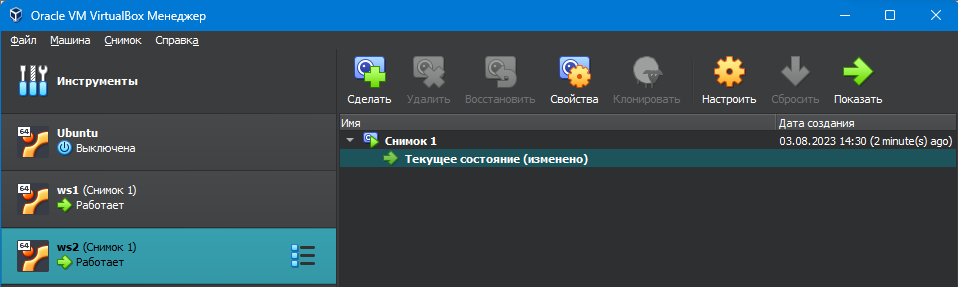 Oracle VM VirtualBox Менеджер
Файл Машина Снимок Справка
Инструменты
64
Ubuntu
Выключена
64
ws1 (Снимок 1)
Работает
64
ws2 (Снимок 1)
Работает
Сделать Удалить Восстановить Свойства Клонировать Настроить Сбросить Показать
Имя Дата создания
Снимок 1 03.08.2023 14:30 (2 minute(s) ago)
Текущее состояние (изменено)